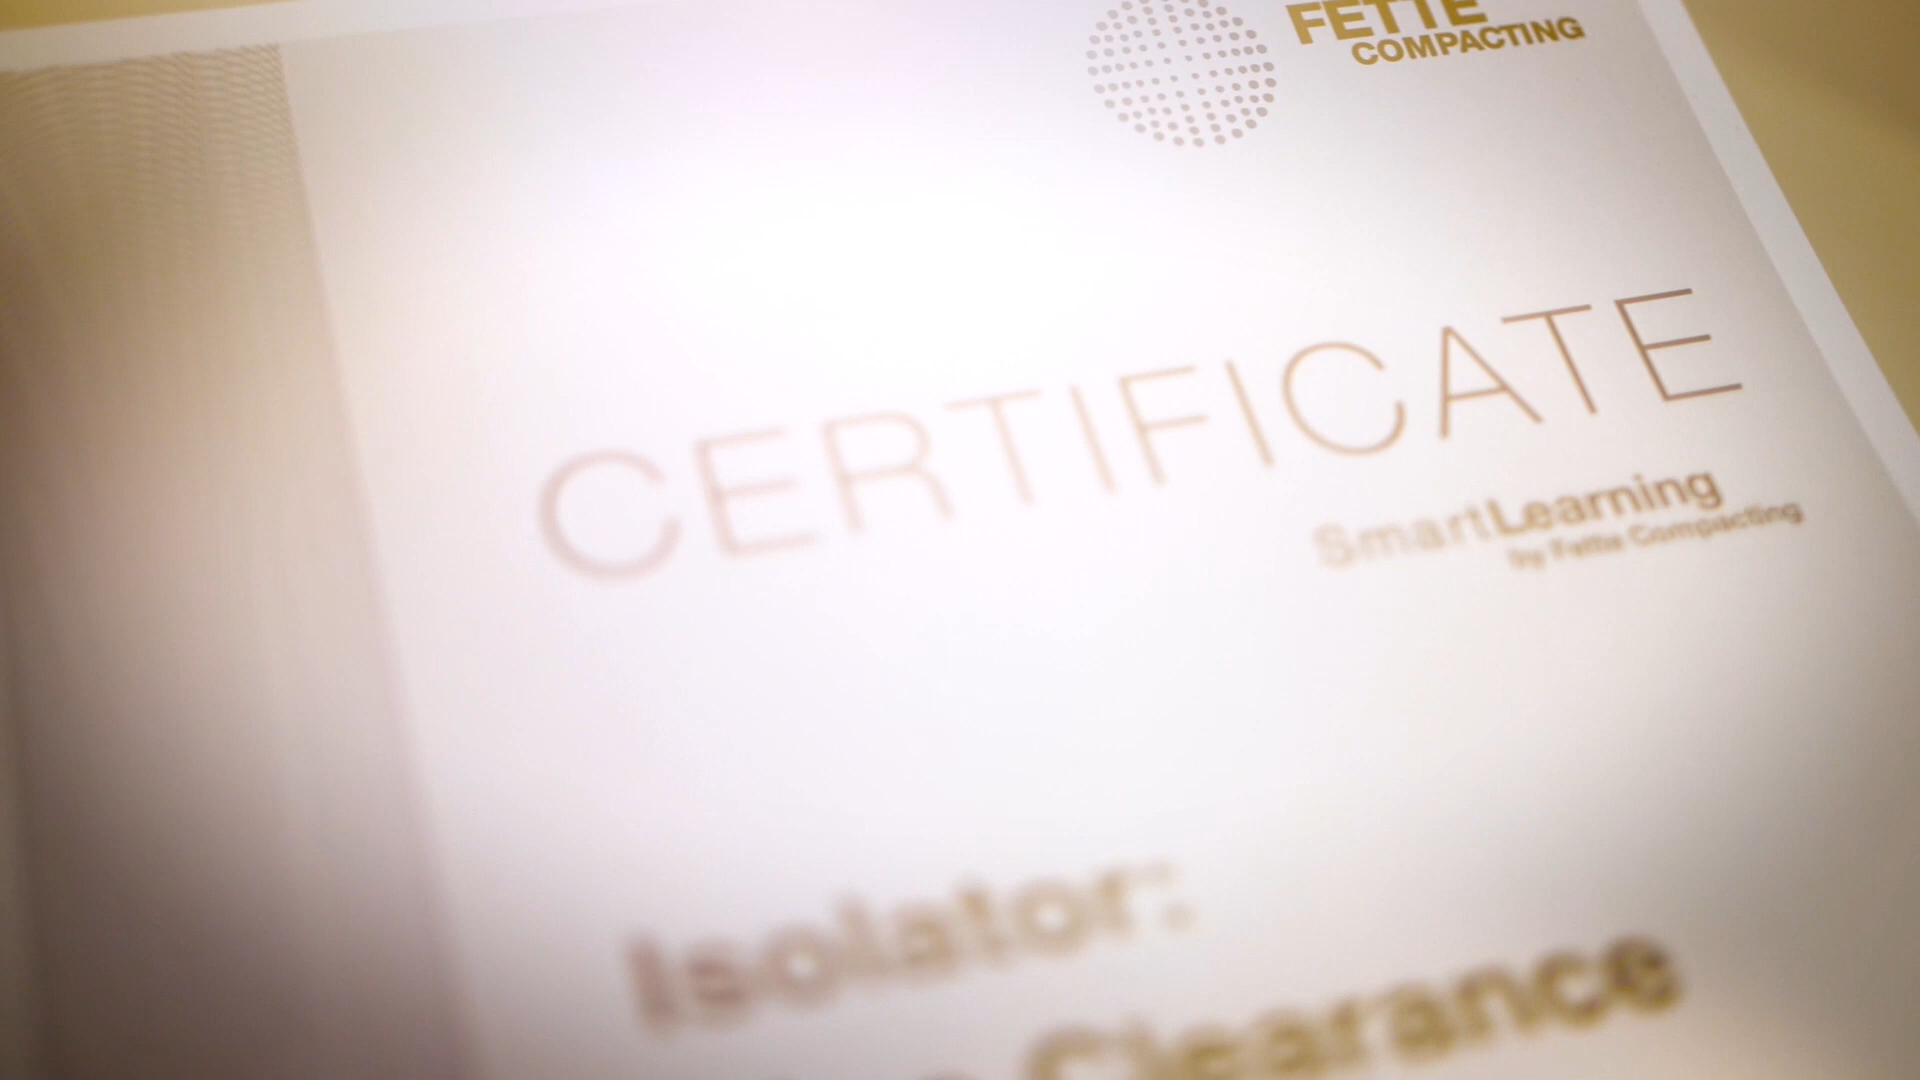 FETTE
COMPACTING
CERTIFICATE
SmartLearning
by Fette Compacting
Isolator:
Clearance